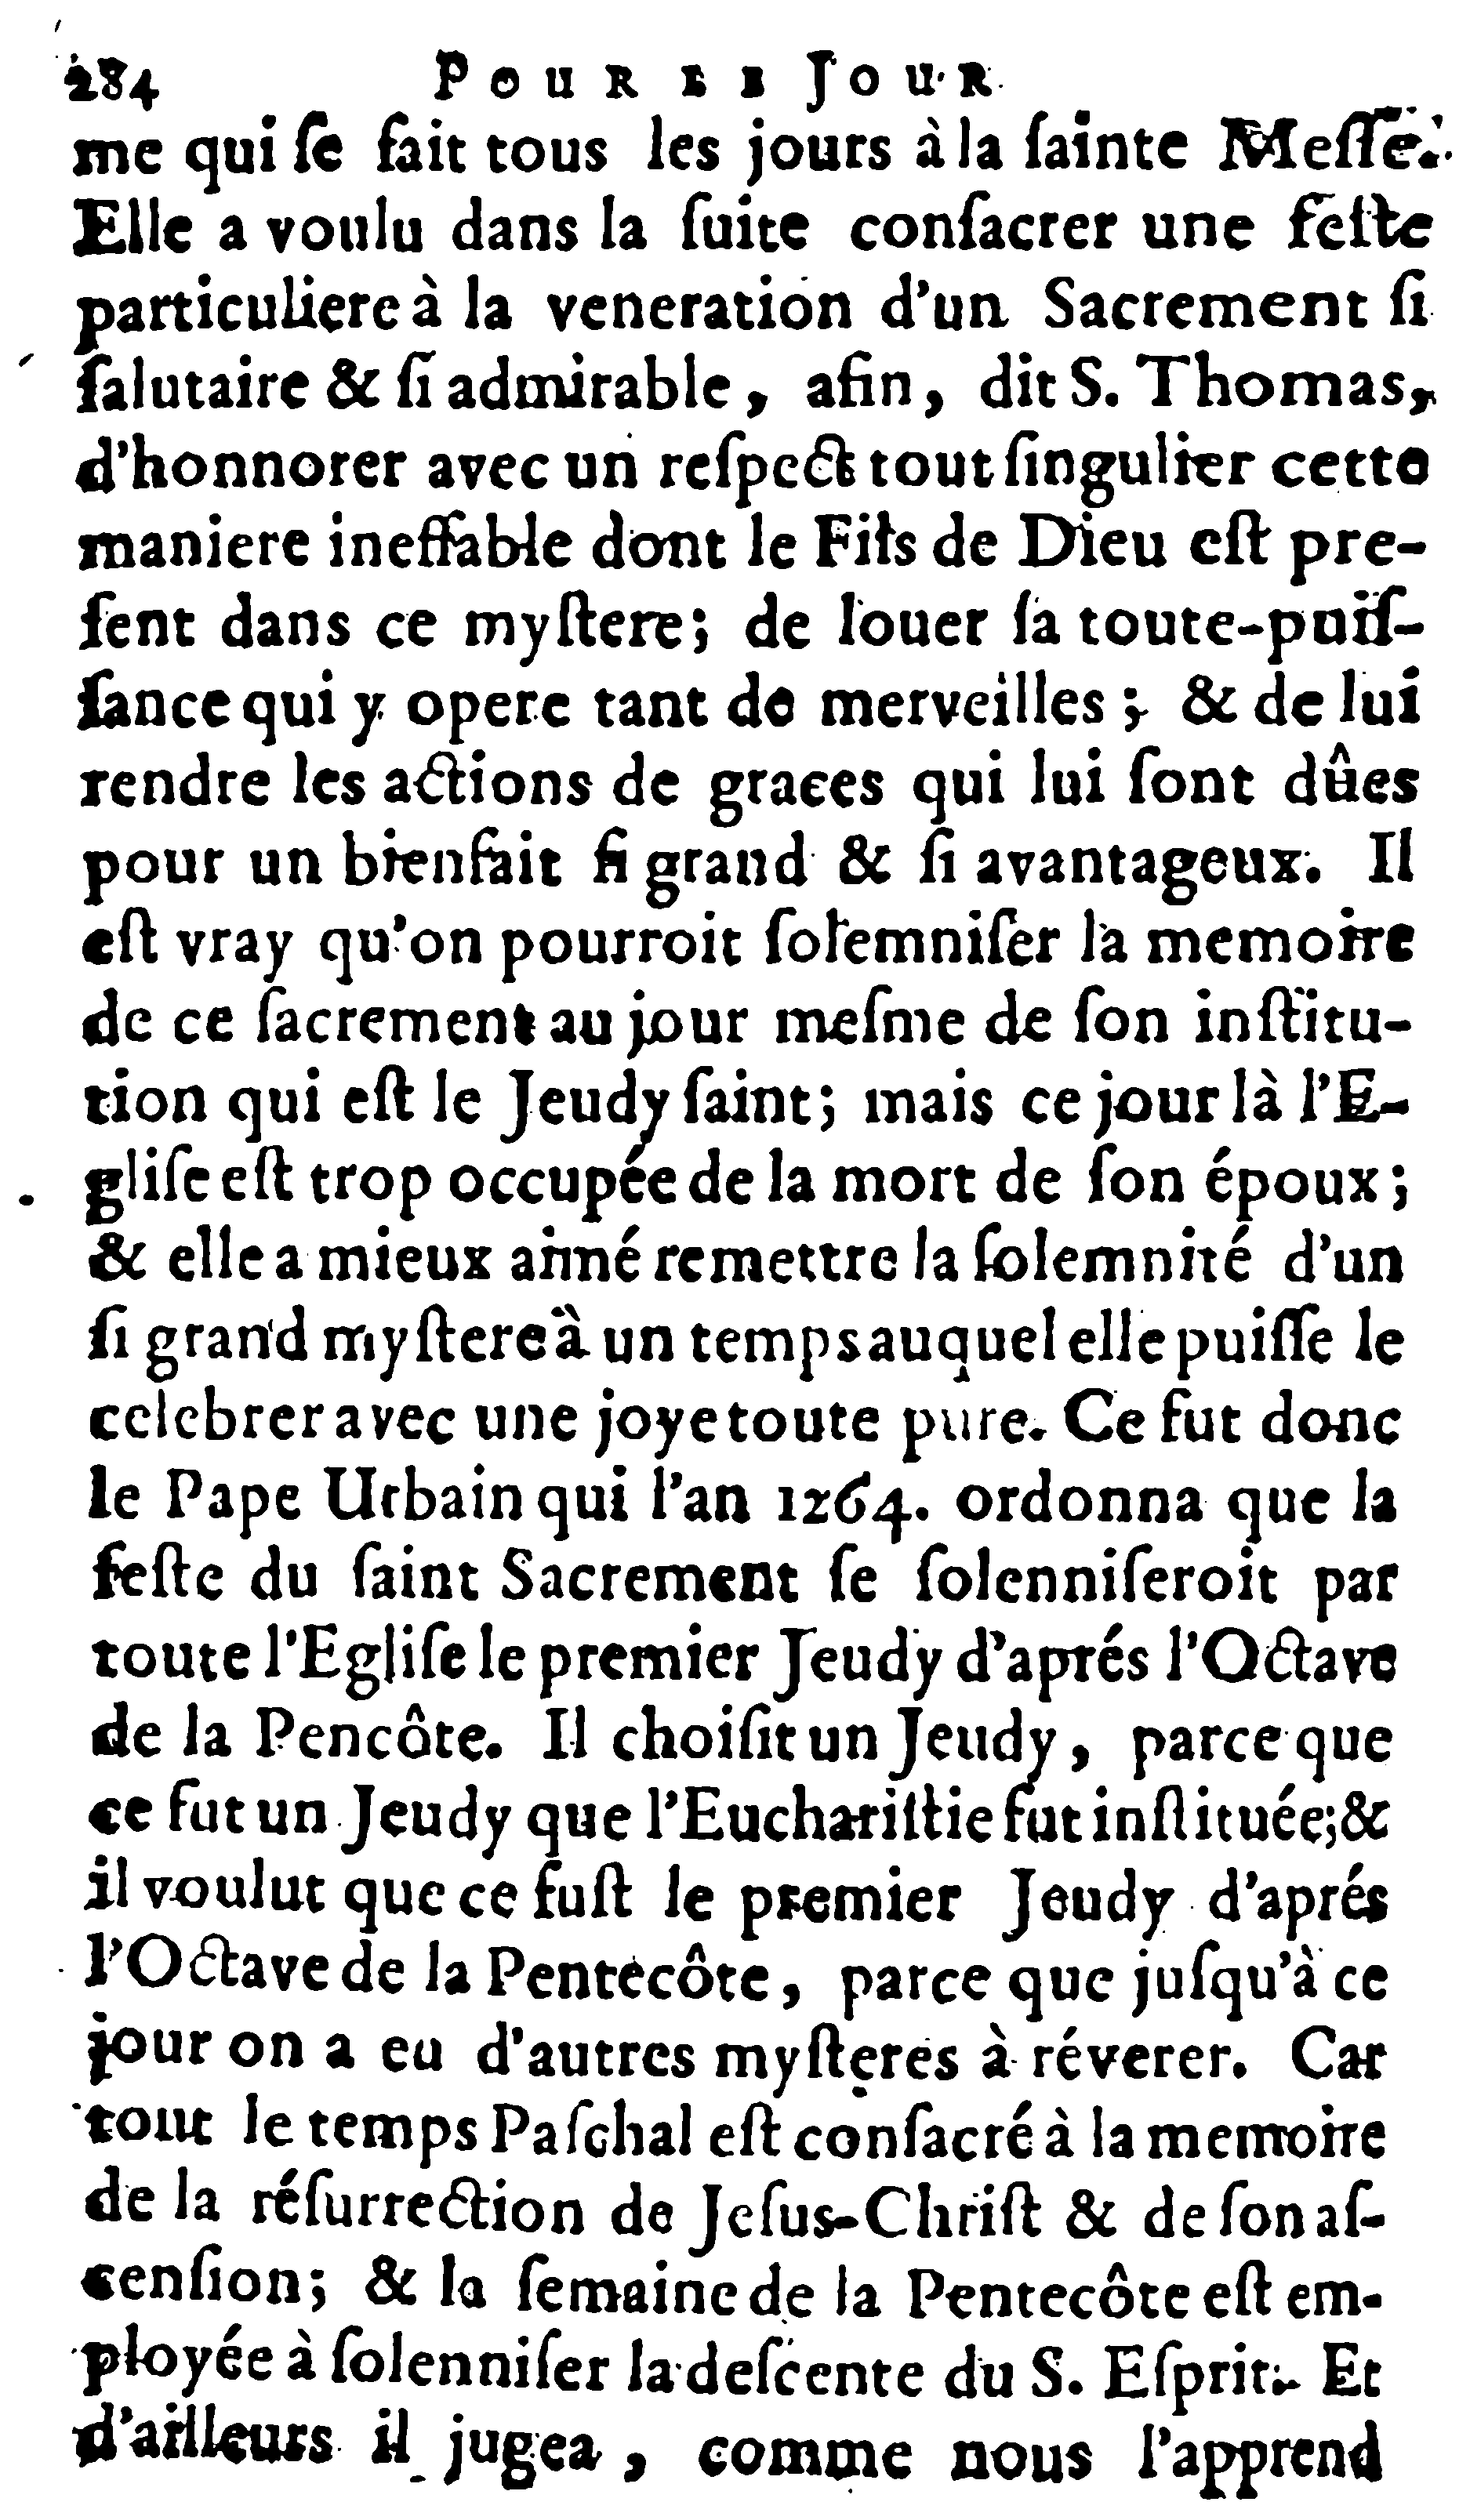 284 POUR LE JOUR
me qui ſe fait tous les jours à la ſainte Meſſe.
Elle a voulu dans la ſuite conſacrer une feſte
particuliere à la veneration d'un Sacrement ſi
ſalutaire & ſi admirable, afin, dit S. Thomas,
d'honnorer avec un reſpect tout ſingulier cette
maniere ineffable dont le Fils de Dieu eſt pre-
ſent dans ce myſtere; de louer ſa toute-puiſ-
ſance qui y opere tant de merveilles; & de lui
rendre les actions de graces qui lui ſont dûes
pour un bienfait ſi grand & ſi avantageux. Il
eſt vray qu'on pourroit ſolemniſer la memoire
de ce ſacrement au jour meſme de ſon inſtitu-
tion qui eſt le Jeudy ſaint; mais ce jour là l'E-
gliſe eſt trop occupée de la mort de ſon époux;
& elle a mieux aimé remettre la ſolemnité d'un
ſi grand myſtere à un temps auquel elle puiſſe le
celebrer avec une joye toute pure. Ce fut donc
le Pape Urbain qui l'an 1264. ordonna que la
feſte du ſaint Sacrement ſe ſolenniſeroit par
toute l'Egliſe le premier Jeudy d'aprés l'Octave
de la Pencôte. Il choiſit un Jeudy, parce que
ce fut un Jeudy que l'Euchariſtie fut inſtituée; &
il voulut que ce fuſt le premier Jeudy d'aprés
l'Octave de la Pentecôte, parce que juſqu'à ce
jour on a eu d'autres myſteres à réverer. Car
tout le temps Paſchal eſt conſacré à la memoire
de la réſurrection de Jeſus-Chriſt & de ſon aſ-
cenſion; & la ſemaine de la Pentecôte eſt em-
ployée à ſolenniſer la deſcente du S. Eſprit. Et
d'ailleurs il jugea, comme nous l'apprend